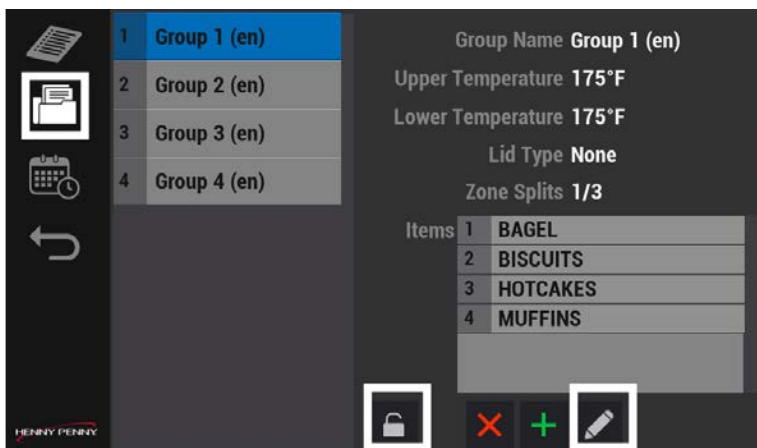 1 Group 1 (en)
2 Group 2 (en)
3 Group 3 (en)
4 Group 4 (en)
Group Name Group 1 (en)
Upper Temperature 175°F
Lower Temperature 175°F
Lid Type None
Zone Splits 1/3
Items 1 BAGEL
2 BISCUITS
3 HOTCAKES
4 MUFFINS
HENNY PENNY